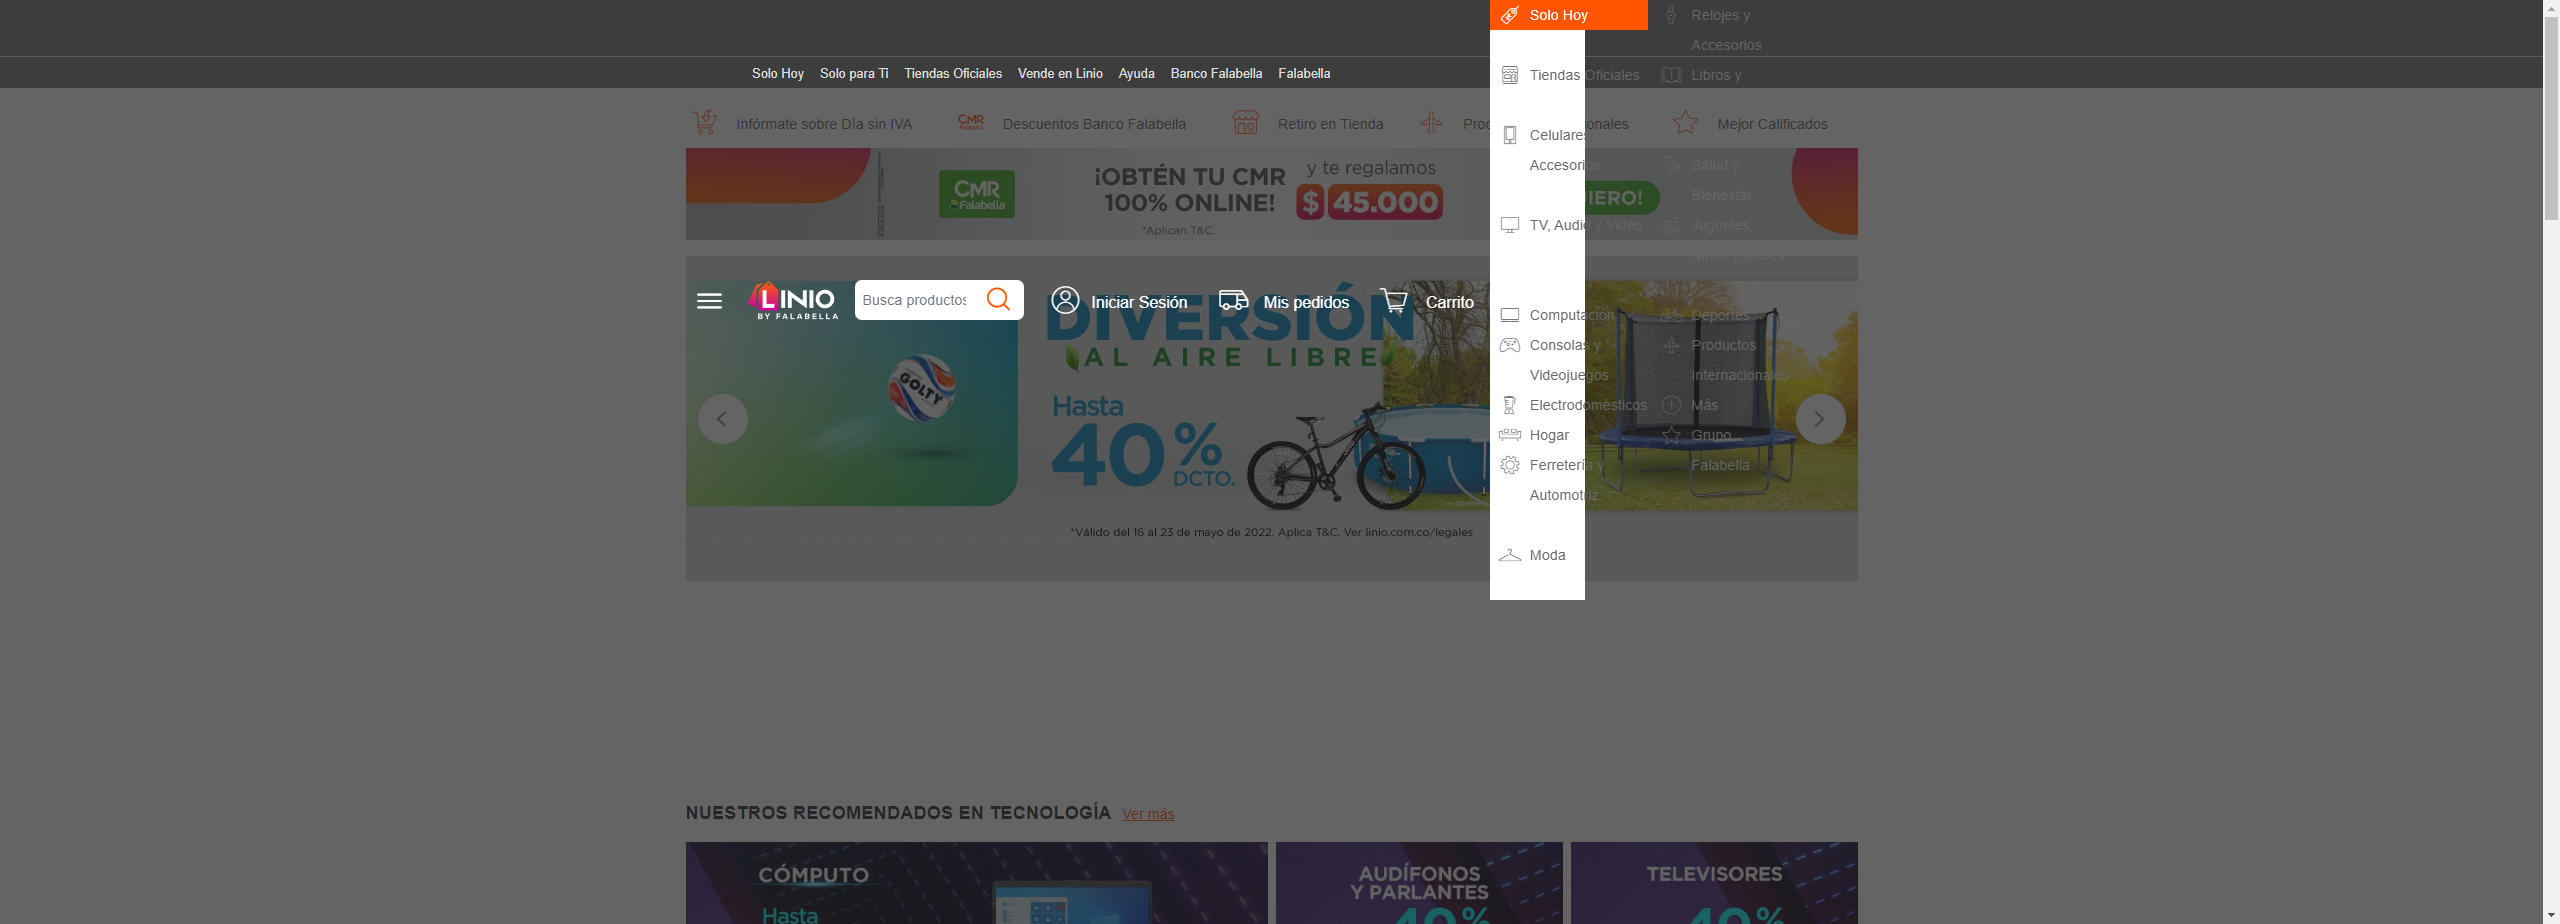 Solo Hoy
Relojes y
Accesorios
Solo Hoy Solo para Ti Tiendas Oficiales Vende en Linio Ayuda Banco Falabella Falabella
Tiendas Oficiales
Libros y
Infórmate sobre Día sin IVA
CMR
Falabella
Descuentos Banco Falabella
Retiro en Tienda
Mejor Calificados
Celulares
Accesorios
CMR
Falabella
¡OBTÉN TU CMR
100% ONLINE!
y te regalamos
$ 45.000
*Aplican T&C.
Salud y
Bienestar
TV, Audio y Video
Juguetes,
Niños y Bebés
LINIO
BY FALABELLA
Busca productos
Iniciar Sesión
Mis pedidos
Carrito
DIVERSIÓN
AL AIRE LIBRE
GOLTY
Hasta
40%
DCTO.
*Válido del 16 al 23 de mayo de 2022. Aplica T&C. Ver linio.com.co/legales
Computación
Consolas y
Videojuegos
Electrodomésticos
Hogar
Ferretería y
Automotriz
Moda
Deportes
Productos
Internacionales
Más
Grupo
Falabella
NUESTROS RECOMENDADOS EN TECNOLOGÍA Ver más
CÓMPUTO
Hasta
AUDÍFONOS
Y PARLANTES
40%
TELEVISORES
40%